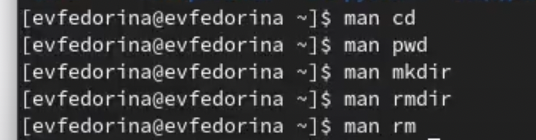 [evfedorina@evfedorina ~]$ man cd
[evfedorina@evfedorina ~]$ man pwd
[evfedorina@evfedorina ~]$ man mkdir
[evfedorina@evfedorina ~]$ man rmdir
[evfedorina@evfedorina ~]$ man rm